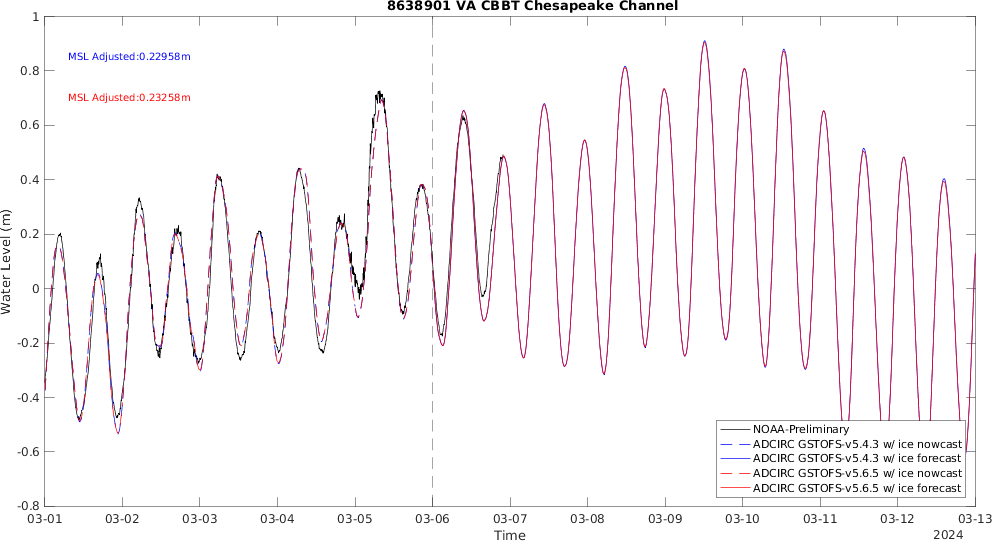 8638901 VA CBBT Chesapeake Channel
MSL Adjusted:0.22958m
MSL Adjusted:0.23258m
Water Level (m)
1
0.8
0.6
0.4
0.2
0
-0.2
-0.4
-0.6
-0.8
NOAA-Preliminary
ADCIRC GSTOFS-v5.4.3 w/ ice nowcast
ADCIRC GSTOFS-v5.4.3 w/ ice forecast
ADCIRC GSTOFS-v5.6.5 w/ ice nowcast
ADCIRC GSTOFS-v5.6.5 w/ ice forecast
03-01 03-02 03-03 03-04 03-05 03-06 03-07 03-08 03-09 03-10 03-11 03-12 03-13
Time
2024